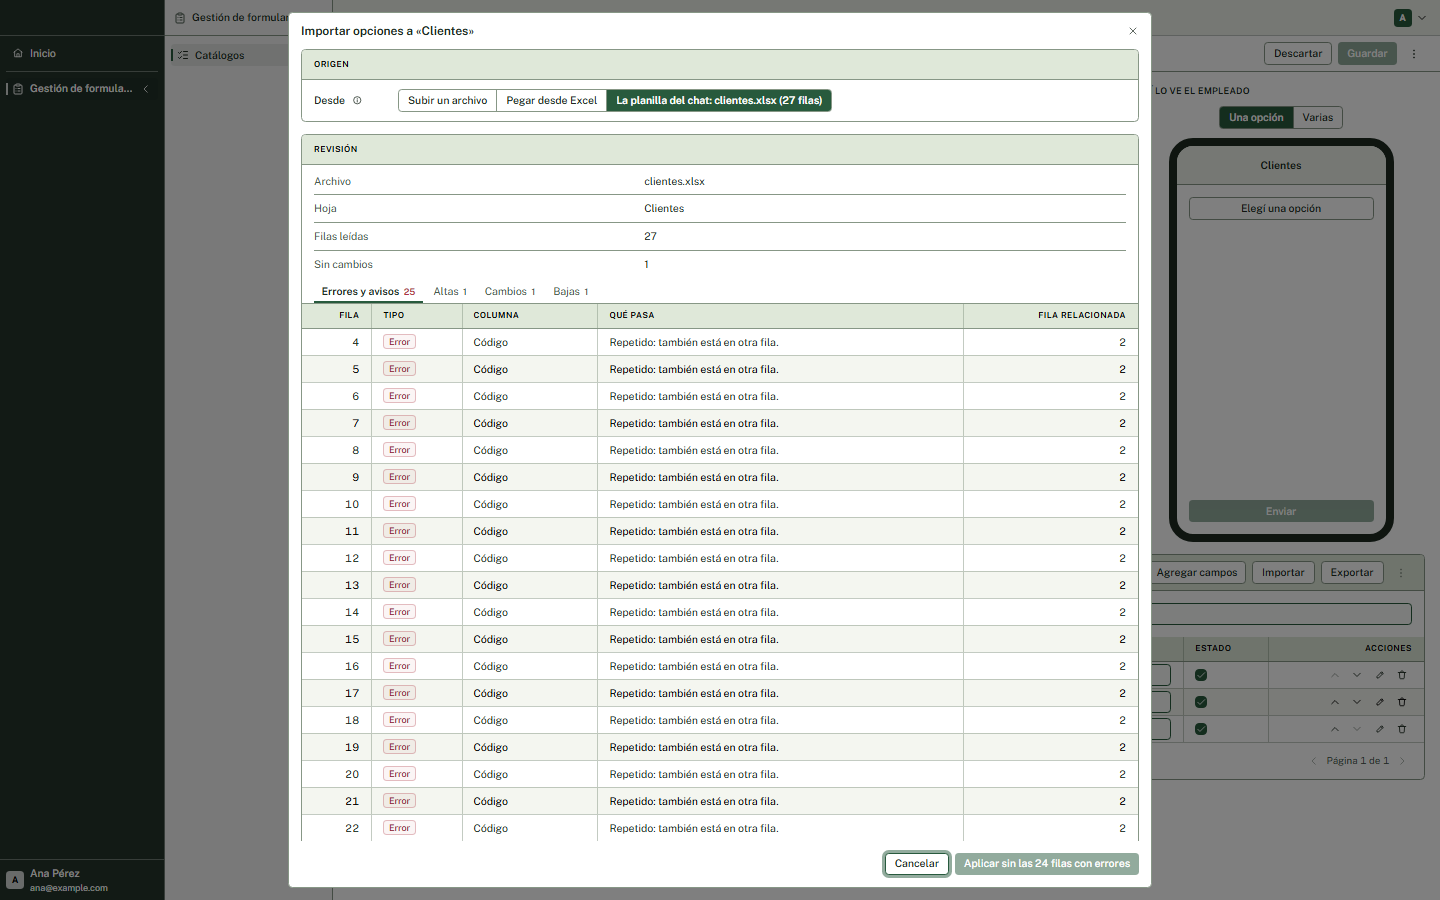 Gestión de formular
A
Inicio
Gestión de formula...
Catálogos
Importar opciones a «Clientes»
ORIGEN
Desde
Subir un archivo
Pegar desde Excel
La planilla del chat: clientes.xlsx (27 filas)
REVISIÓN
Archivo clientes.xlsx
Hoja Clientes
Filas leídas 27
Sin cambios 1
Errores y avisos 25 Altas 1 Cambios 1 Bajas 1
FILA TIPO COLUMNA QUÉ PASA FILA RELACIONADA
4 Error Código Repetido: también está en otra fila. 2
5 Error Código Repetido: también está en otra fila. 2
6 Error Código Repetido: también está en otra fila. 2
7 Error Código Repetido: también está en otra fila. 2
8 Error Código Repetido: también está en otra fila. 2
9 Error Código Repetido: también está en otra fila. 2
10 Error Código Repetido: también está en otra fila. 2
11 Error Código Repetido: también está en otra fila. 2
12 Error Código Repetido: también está en otra fila. 2
13 Error Código Repetido: también está en otra fila. 2
14 Error Código Repetido: también está en otra fila. 2
15 Error Código Repetido: también está en otra fila. 2
16 Error Código Repetido: también está en otra fila. 2
17 Error Código Repetido: también está en otra fila. 2
18 Error Código Repetido: también está en otra fila. 2
19 Error Código Repetido: también está en otra fila. 2
20 Error Código Repetido: también está en otra fila. 2
21 Error Código Repetido: también está en otra fila. 2
22 Error Código Repetido: también está en otra fila. 2
Cancelar
Aplicar sin las 24 filas con errores
Descartar
Guardar
LO VE EL EMPLEADO
Una opción Varias
Clientes
Elegí una opción
Enviar
Agregar campos Importar Exportar
ESTADO ACCIONES
Página 1 de 1
A
Ana Pérez
ana@example.com